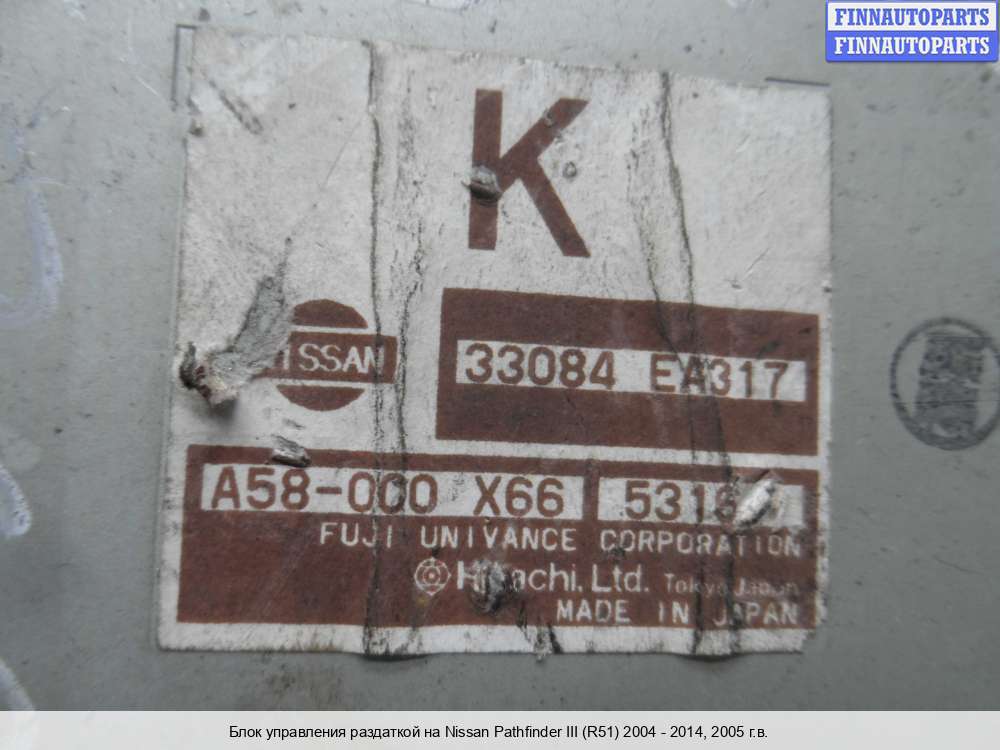 FINNAUTOPARTS
FINNAUTOPARTS
K
NISSAN
33084 EA317
A58-000 X66
FUJI UNIVANCE CORPORATION
Hitachi, Ltd. Tokyo Japan
MADE IN JAPAN
Блок управления раздаткой на Nissan Pathfinder III (R51) 2004 - 2014, 2005 г.в.